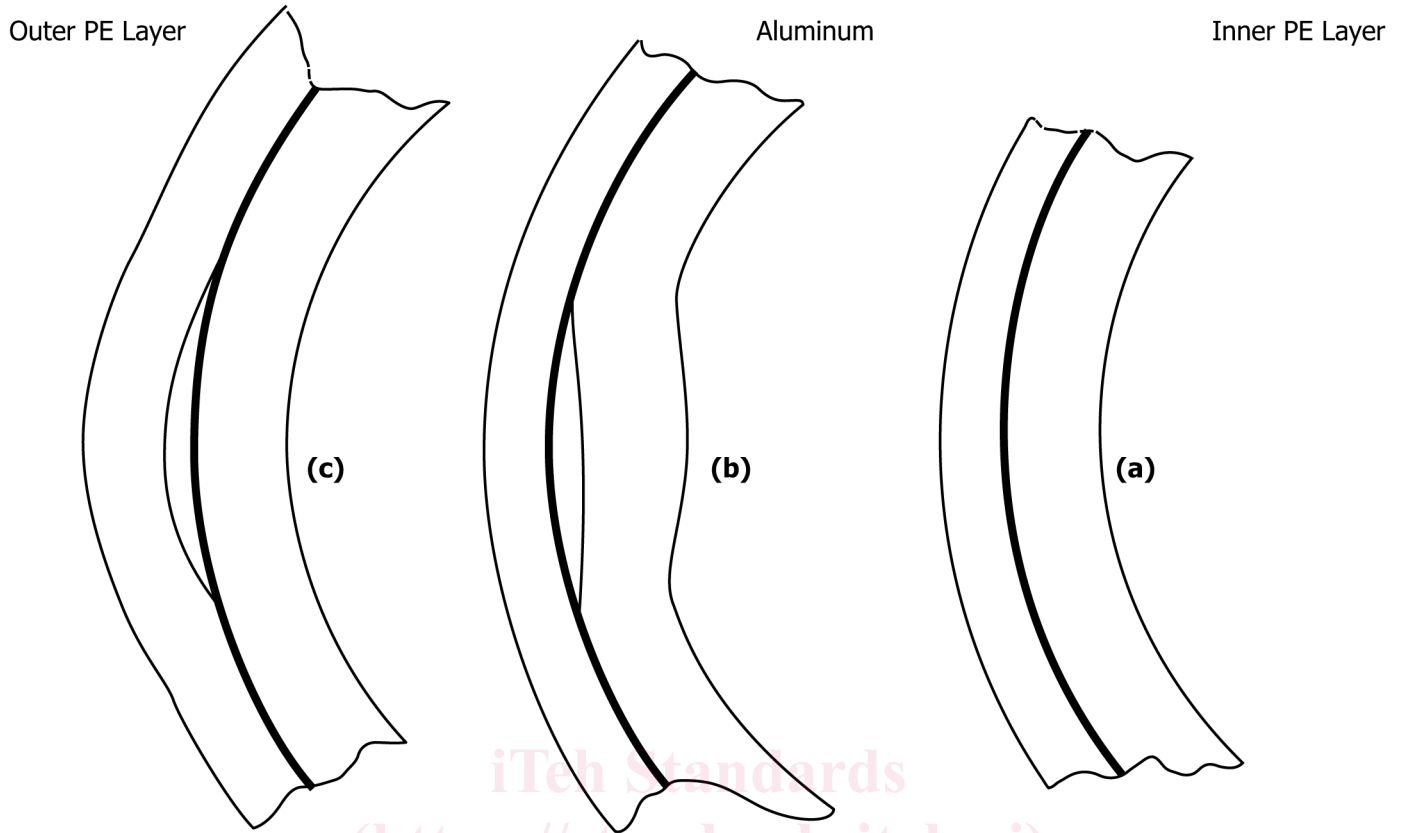 Outer PE Layer
Aluminum
Inner PE Layer
(c)
(b)
(a)
iTeh Standards